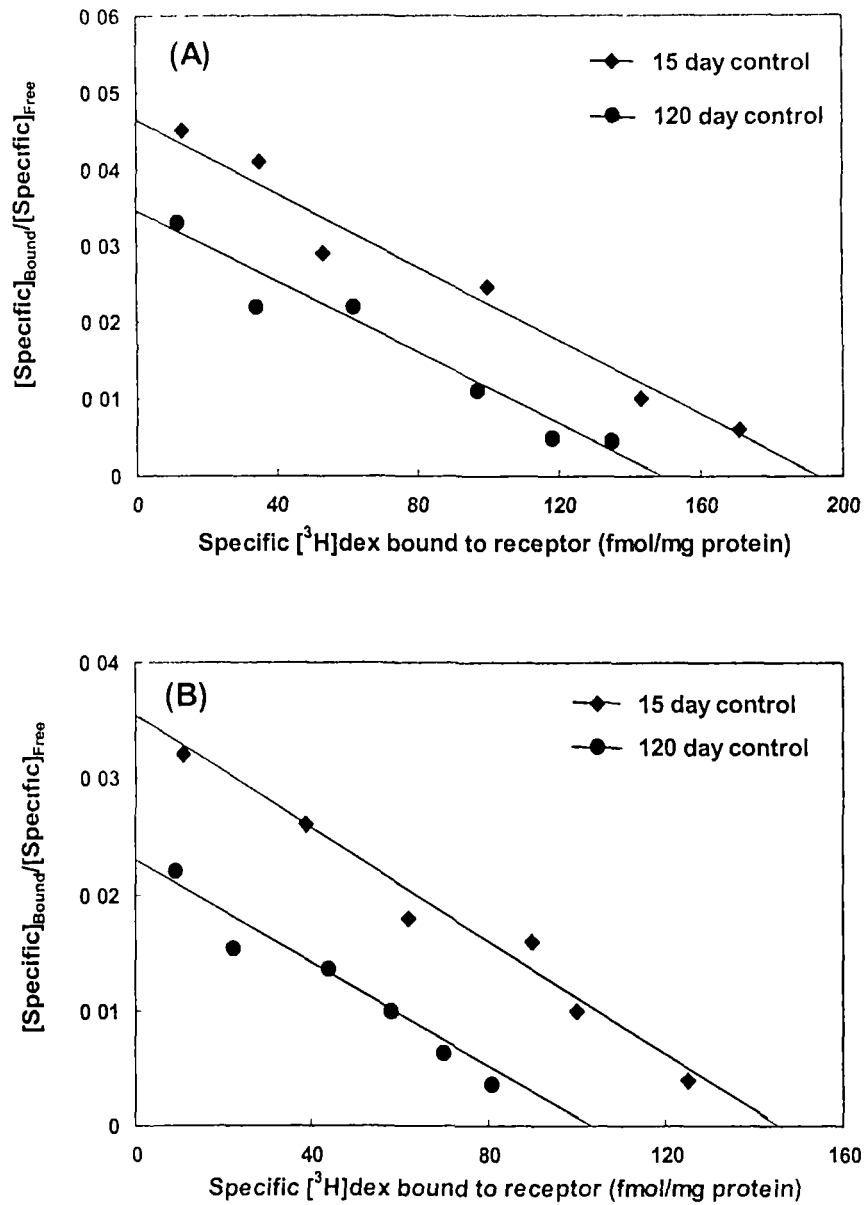 0 06
(A)
15 day control
120 day control
0 05
0 04
0 03
0 02
0 01
0
[Specific]Bound/[Specific]Free
0 40 80 120 160 200
Specific [³H]dex bound to receptor (fmol/mg protein)
0 04
(B)
15 day control
120 day control
0 03
0 02
0 01
0
[Specific]Bound/[Specific]Free
0 40 80 120 160
Specific [³H]dex bound to receptor (fmol/mg protein)